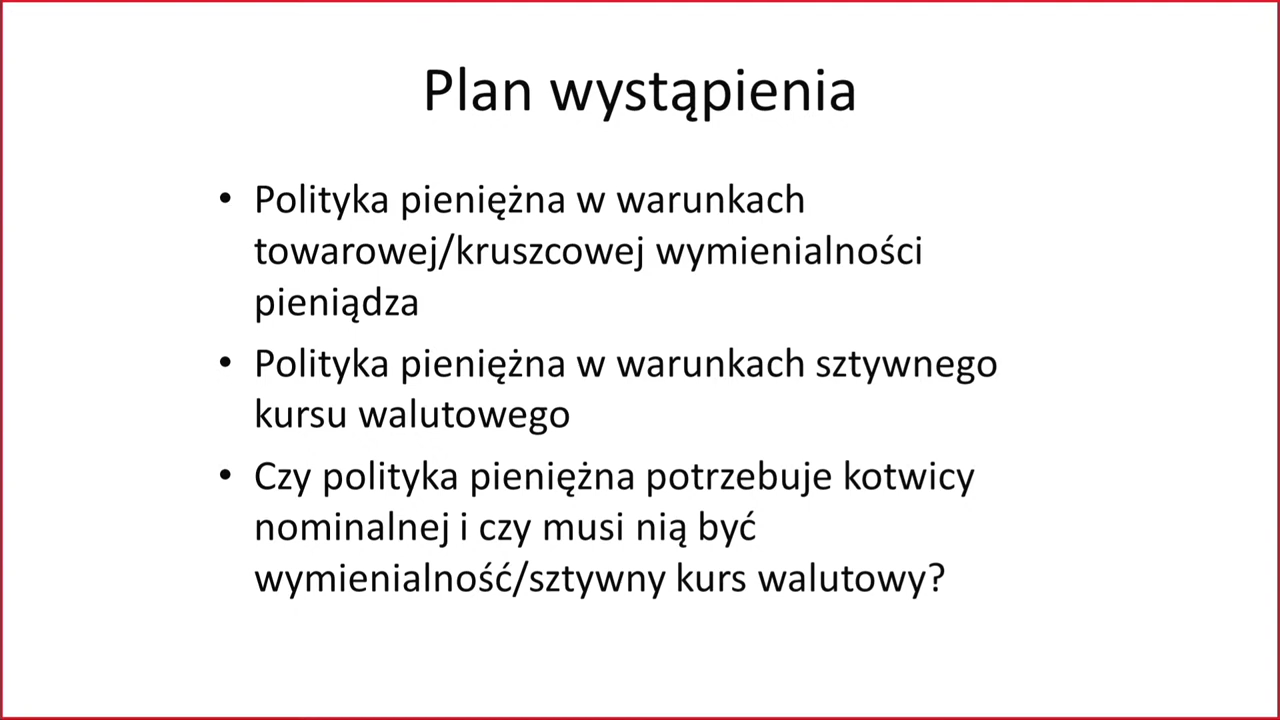 Plan wystąpienia
• Polityka pieniężna w warunkach
towarowej/kruszcowej wymienialności
pieniądza
• Polityka pieniężna w warunkach sztywnego
kursu walutowego
• Czy polityka pieniężna potrzebuje kotwicy
nominalnej i czy musi nią być
wymienialność/sztywny kurs walutowy?